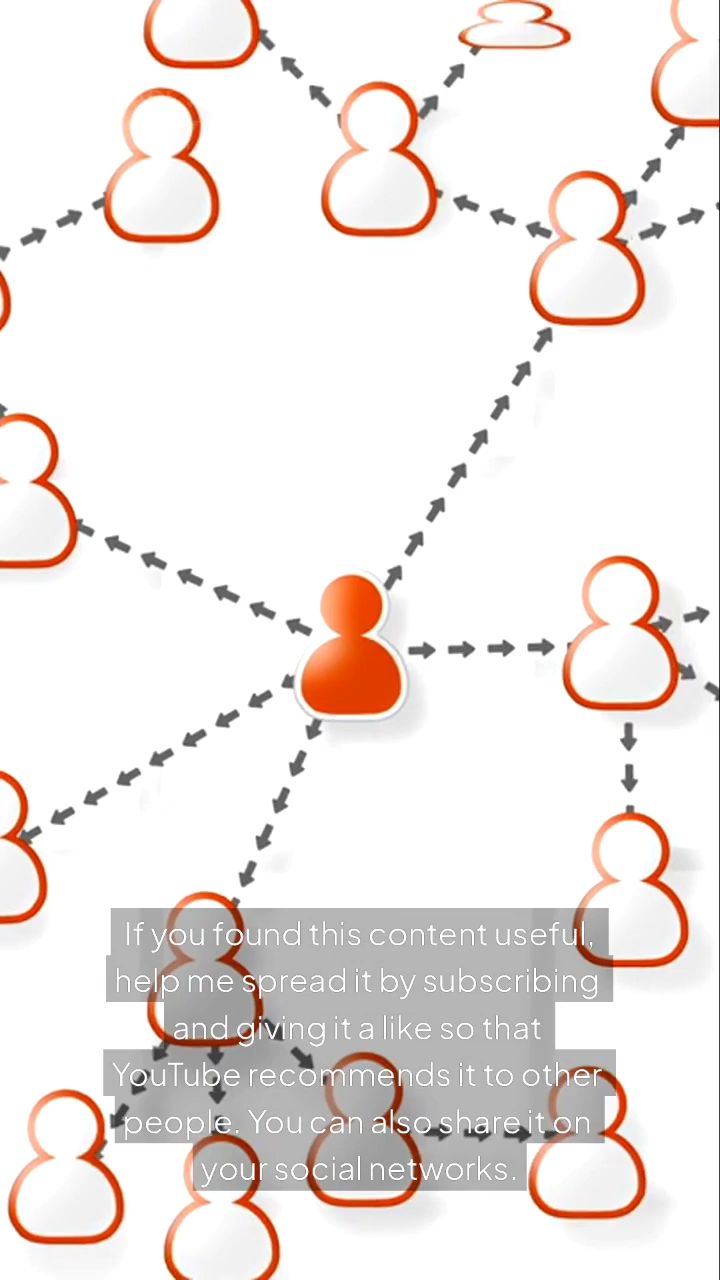 If you found this content useful,
help me spread it by subscribing
and giving it a like so that
YouTube recommends it to other
people. You can also share it on
your social networks.